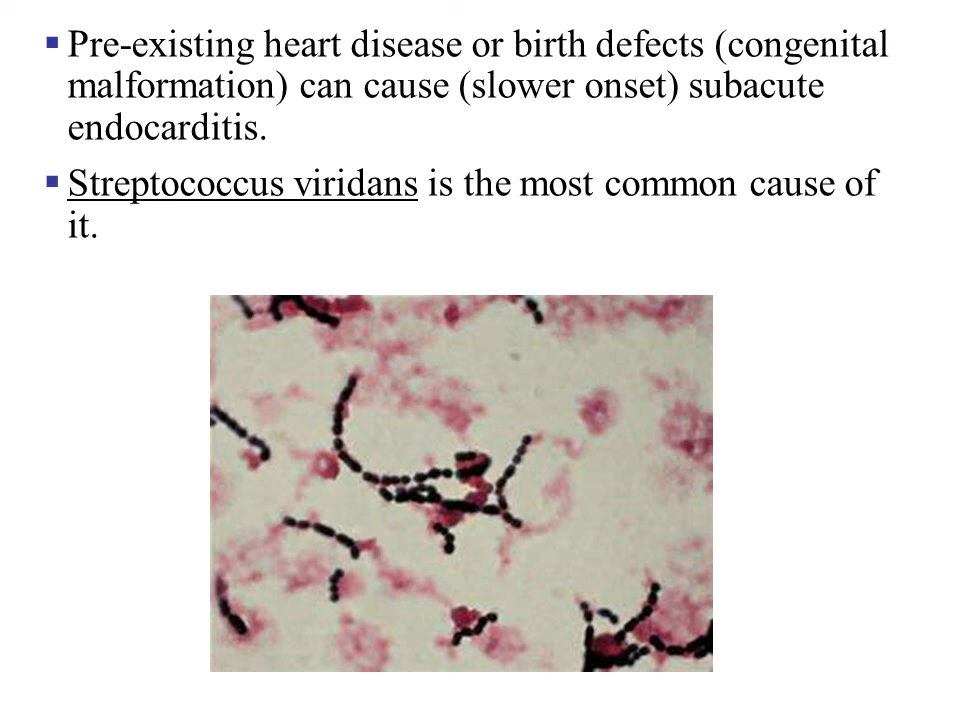 ▪ Pre-existing heart disease or birth defects (congenital
malformation) can cause (slower onset) subacute
endocarditis.
▪ Streptococcus viridans is the most common cause of
it.